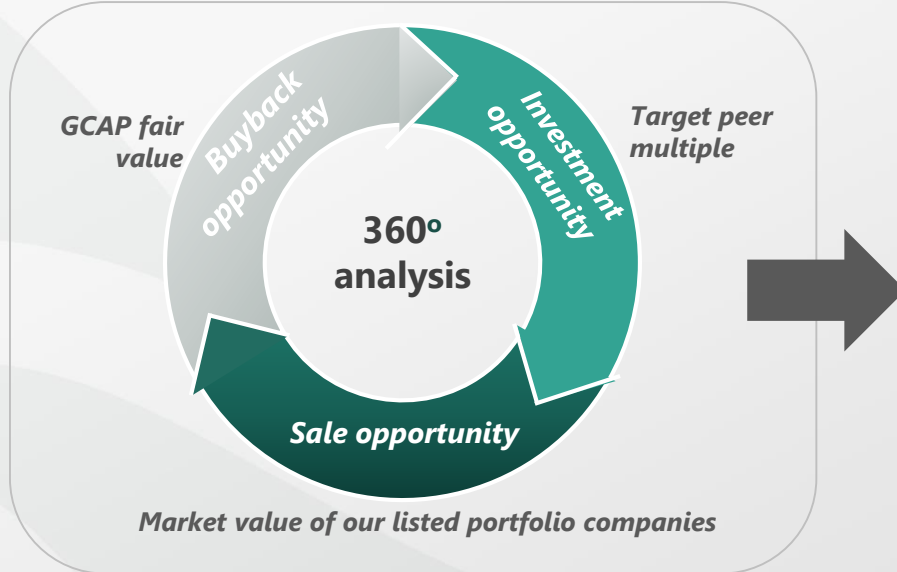 GCAP fair
value
Buyback
opportunity
Investment
opportunity
Target peer
multiple
360º
analysis
Sale opportunity
Market value of our listed portfolio companies